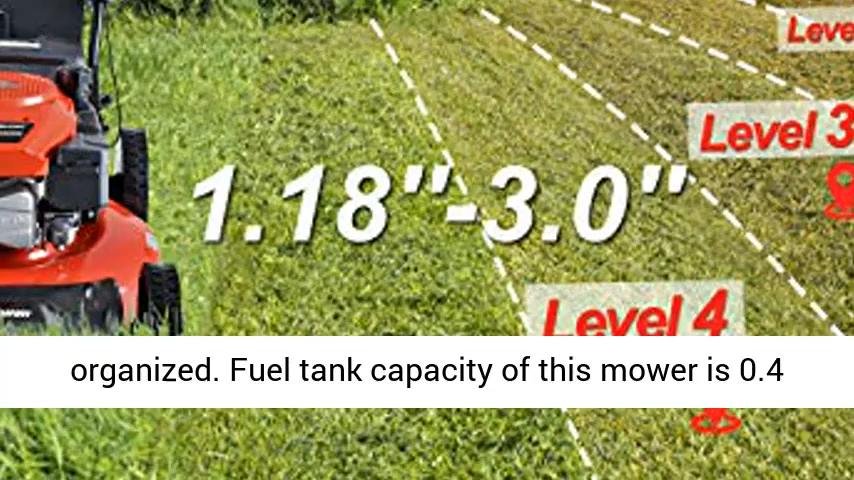 Leve
Level 3
1.18"-3.0"
Level 4
organized. Fuel tank capacity of this mower is 0.4